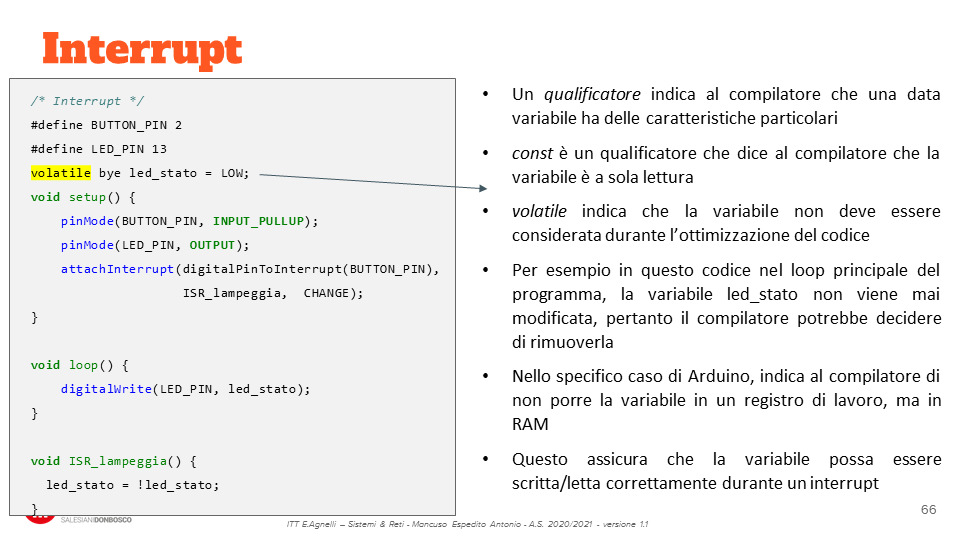 Interrupt
/* Interrupt */
#define BUTTON_PIN 2
#define LED_PIN 13
volatile bye led_stato = LOW;
void setup() {
pinMode(BUTTON_PIN, INPUT_PULLUP);
pinMode(LED_PIN, OUTPUT);
attachInterrupt(digitalPinToInterrupt(BUTTON_PIN),
ISR_lampeggia, CHANGE);
}
void loop() {
digitalWrite(LED_PIN, led_stato);
}
void ISR_lampeggia() {
led_stato = !led_stato;
}
• Un qualificatore indica al compilatore che una data
variabile ha delle caratteristiche particolari
• const è un qualificatore che dice al compilatore che la
variabile è a sola lettura
• volatile indica che la variabile non deve essere
considerata durante l’ottimizzazione del codice
• Per esempio in questo codice nel loop principale del
programma, la variabile led_stato non viene mai
modificata, pertanto il compilatore potrebbe decidere
di rimuoverla
• Nello specifico caso di Arduino, indica al compilatore di
non porre la variabile in un registro di lavoro, ma in
RAM
• Questo assicura che la variabile possa essere
scritta/letta correttamente durante un interrupt
SALESIANIDONBOSCO
ITT E.Agnelli – Sistemi & Reti - Mancuso Espedito Antonio - A.S. 2020/2021 - versione 1.1
66